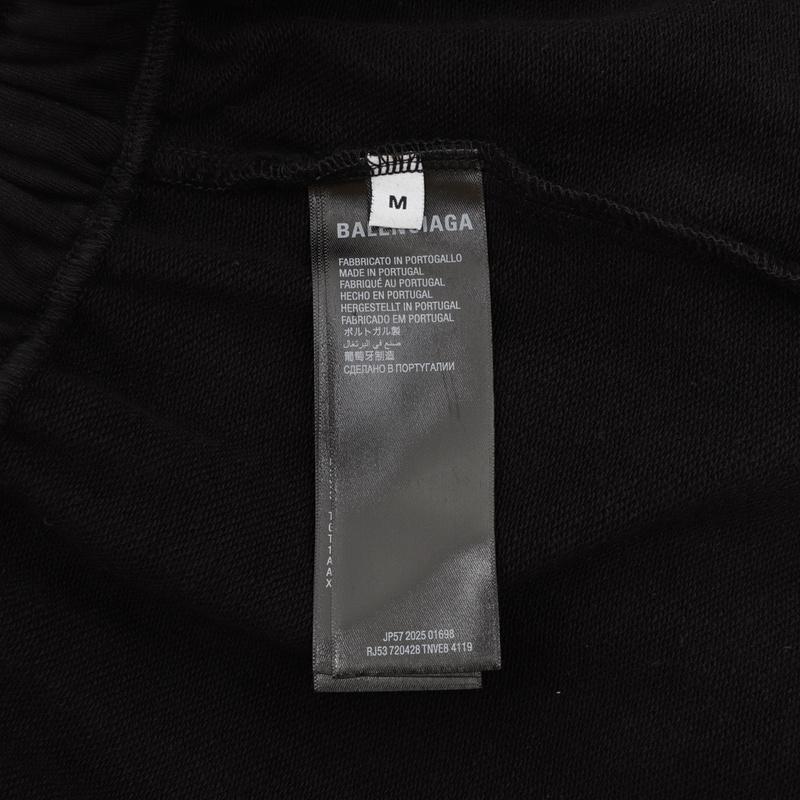 M
BALENCIAGA
FABBRICATO IN PORTOGALLO
MADE IN PORTUGAL
FABRIQUÉ AU PORTUGAL
HECHO EN PORTUGAL
HERGESTELLT IN PORTUGAL
FABRICADO EM PORTUGAL
ポルトガル製
صنع في البرتغال
葡萄牙制造
СДЕЛАНО В ПОРТУГАЛИИ
JP57 2025 01698
RJ53 720428 TNVE8 4119